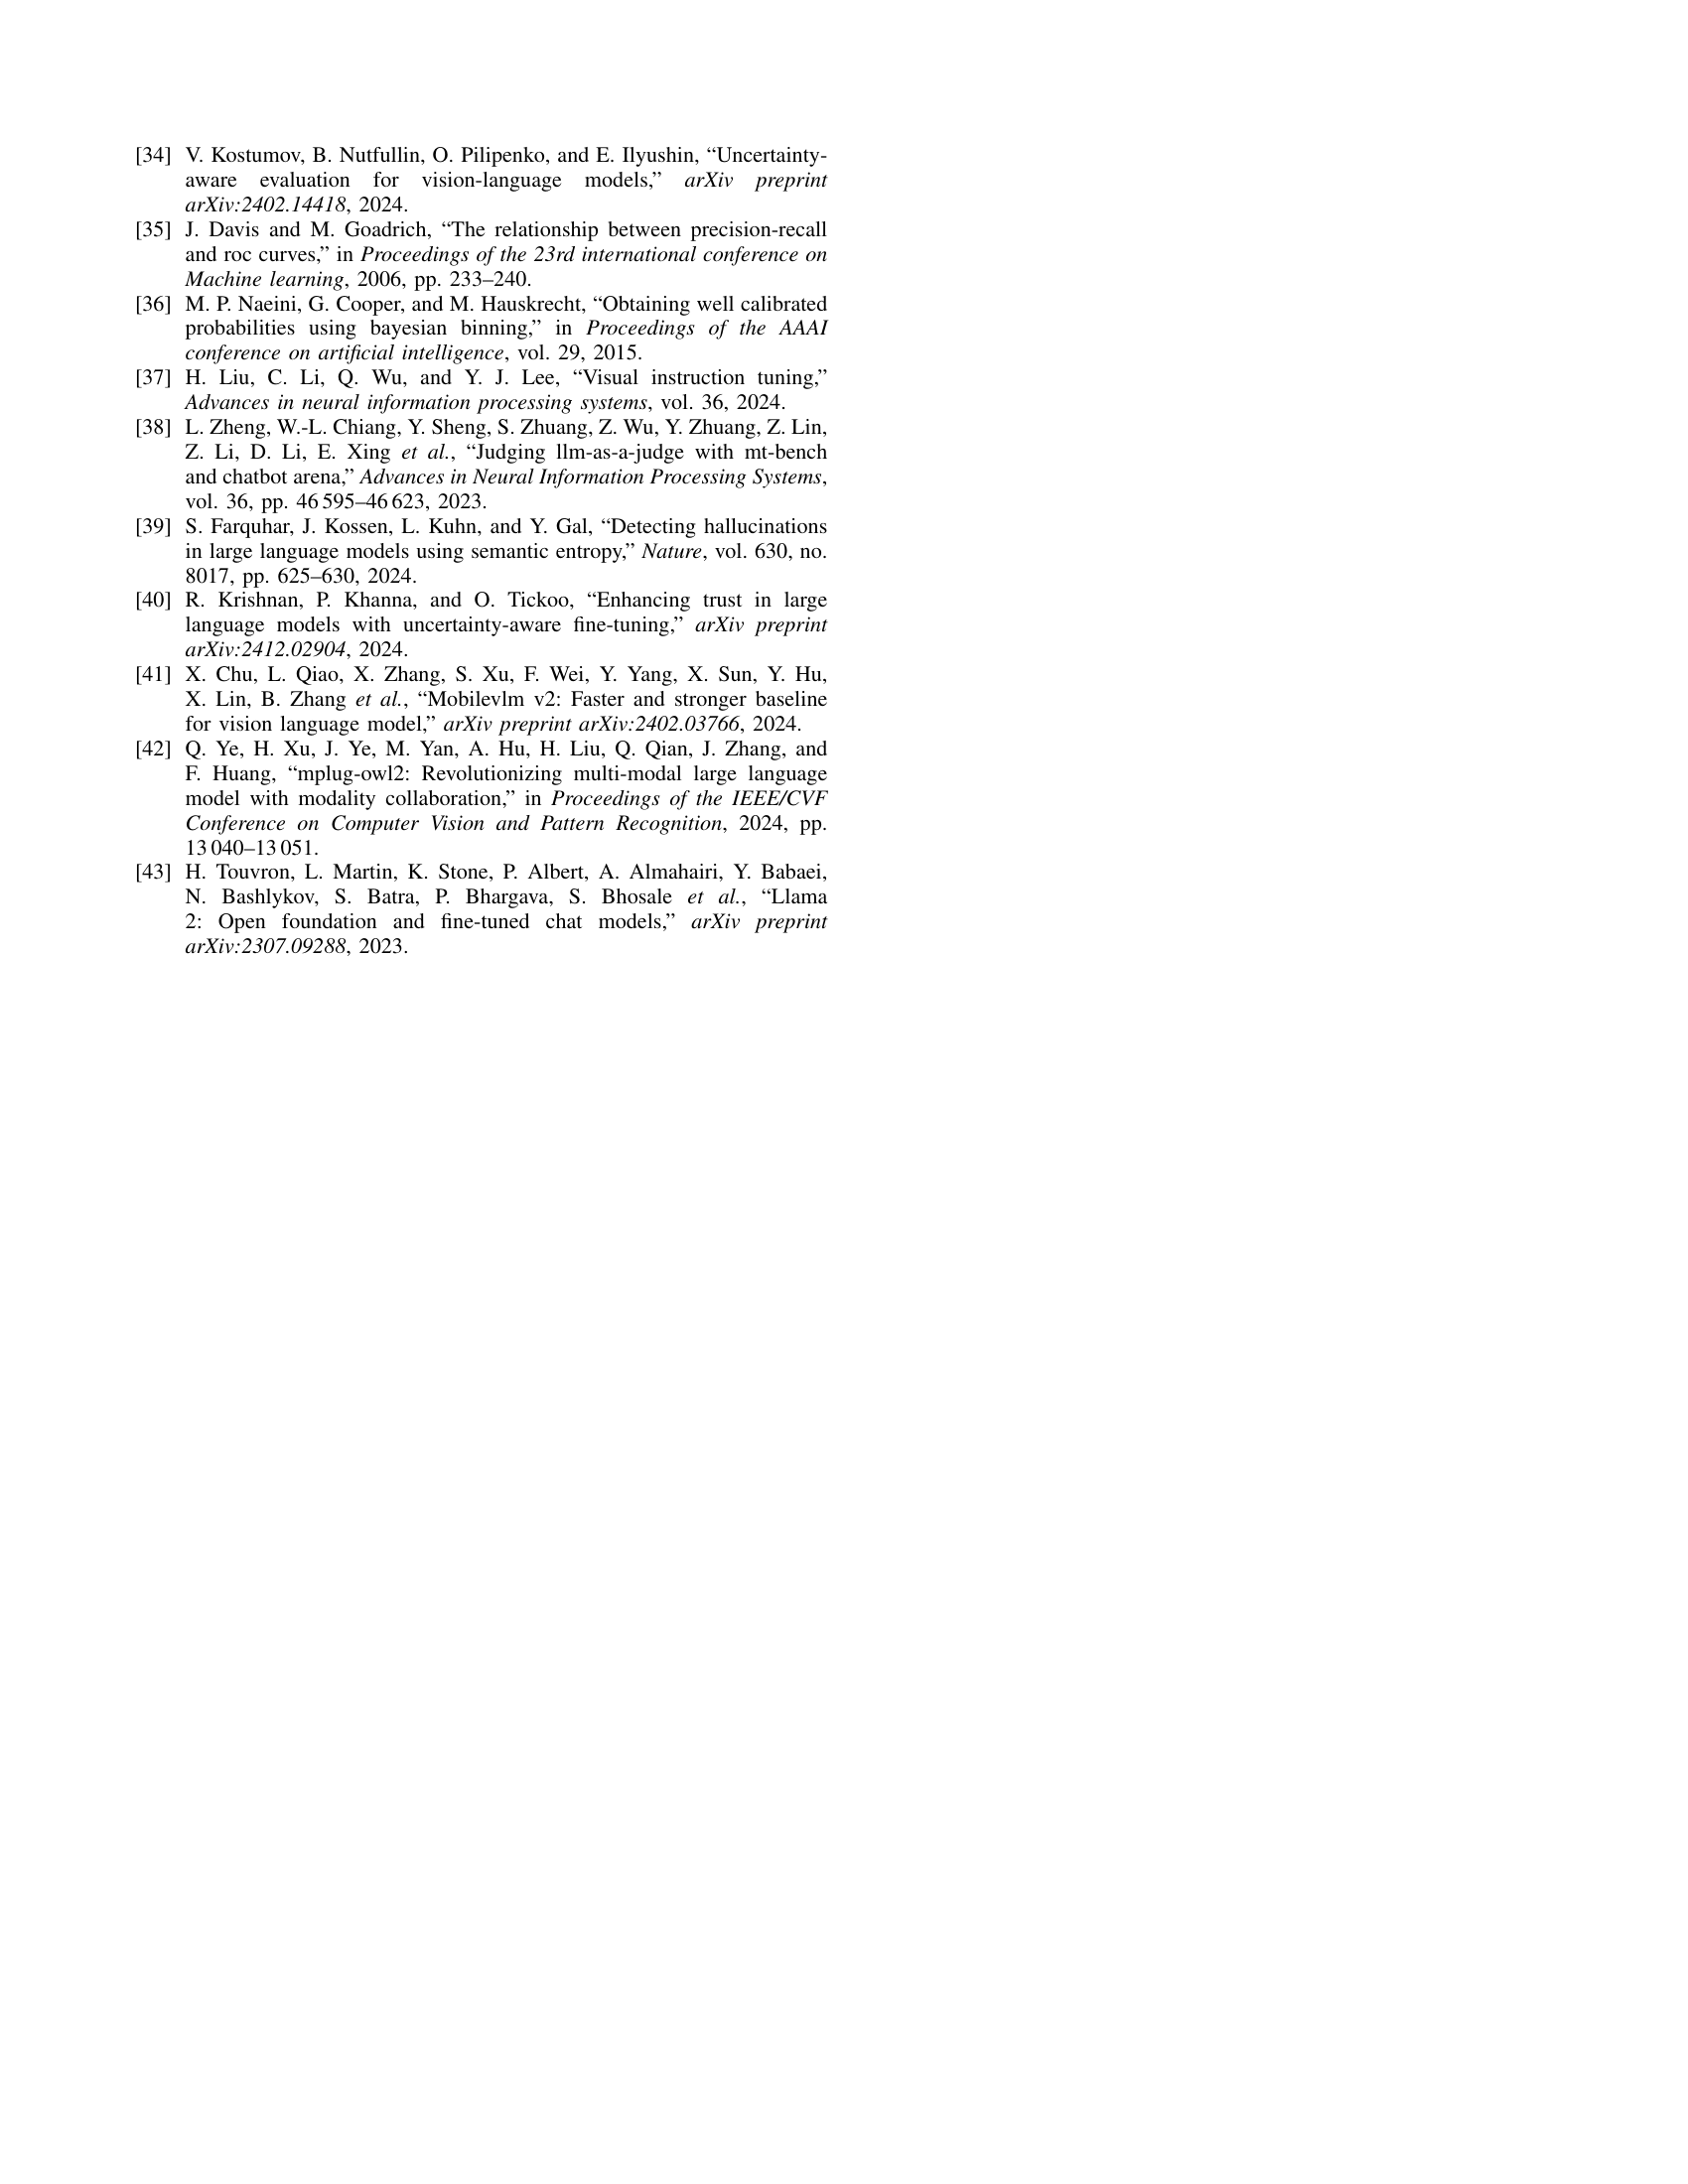 [34] V. Kostumov, B. Nutfullin, O. Pilipenko, and E. Ilyushin, “Uncertainty-
aware evaluation for vision-language models,” arXiv preprint
arXiv:2402.14418, 2024.
[35] J. Davis and M. Goadrich, “The relationship between precision-recall
and roc curves,” in Proceedings of the 23rd international conference on
Machine learning, 2006, pp. 233–240.
[36] M. P. Naeini, G. Cooper, and M. Hauskrecht, “Obtaining well calibrated
probabilities using bayesian binning,” in Proceedings of the AAAI
conference on artificial intelligence, vol. 29, 2015.
[37] H. Liu, C. Li, Q. Wu, and Y. J. Lee, “Visual instruction tuning,”
Advances in neural information processing systems, vol. 36, 2024.
[38] L. Zheng, W.-L. Chiang, Y. Sheng, S. Zhuang, Z. Wu, Y. Zhuang, Z. Lin,
Z. Li, D. Li, E. Xing et al., “Judging llm-as-a-judge with mt-bench
and chatbot arena,” Advances in Neural Information Processing Systems,
vol. 36, pp. 46 595–46 623, 2023.
[39] S. Farquhar, J. Kossen, L. Kuhn, and Y. Gal, “Detecting hallucinations
in large language models using semantic entropy,” Nature, vol. 630, no.
8017, pp. 625–630, 2024.
[40] R. Krishnan, P. Khanna, and O. Tickoo, “Enhancing trust in large
language models with uncertainty-aware fine-tuning,” arXiv preprint
arXiv:2412.02904, 2024.
[41] X. Chu, L. Qiao, X. Zhang, S. Xu, F. Wei, Y. Yang, X. Sun, Y. Hu,
X. Lin, B. Zhang et al., “Mobilevlm v2: Faster and stronger baseline
for vision language model,” arXiv preprint arXiv:2402.03766, 2024.
[42] Q. Ye, H. Xu, J. Ye, M. Yan, A. Hu, H. Liu, Q. Qian, J. Zhang, and
F. Huang, “mplug-owl2: Revolutionizing multi-modal large language
model with modality collaboration,” in Proceedings of the IEEE/CVF
Conference on Computer Vision and Pattern Recognition, 2024, pp.
13 040–13 051.
[43] H. Touvron, L. Martin, K. Stone, P. Albert, A. Almahairi, Y. Babaei,
N. Bashlykov, S. Batra, P. Bhargava, S. Bhosale et al., “Llama
2: Open foundation and fine-tuned chat models,” arXiv preprint
arXiv:2307.09288, 2023.